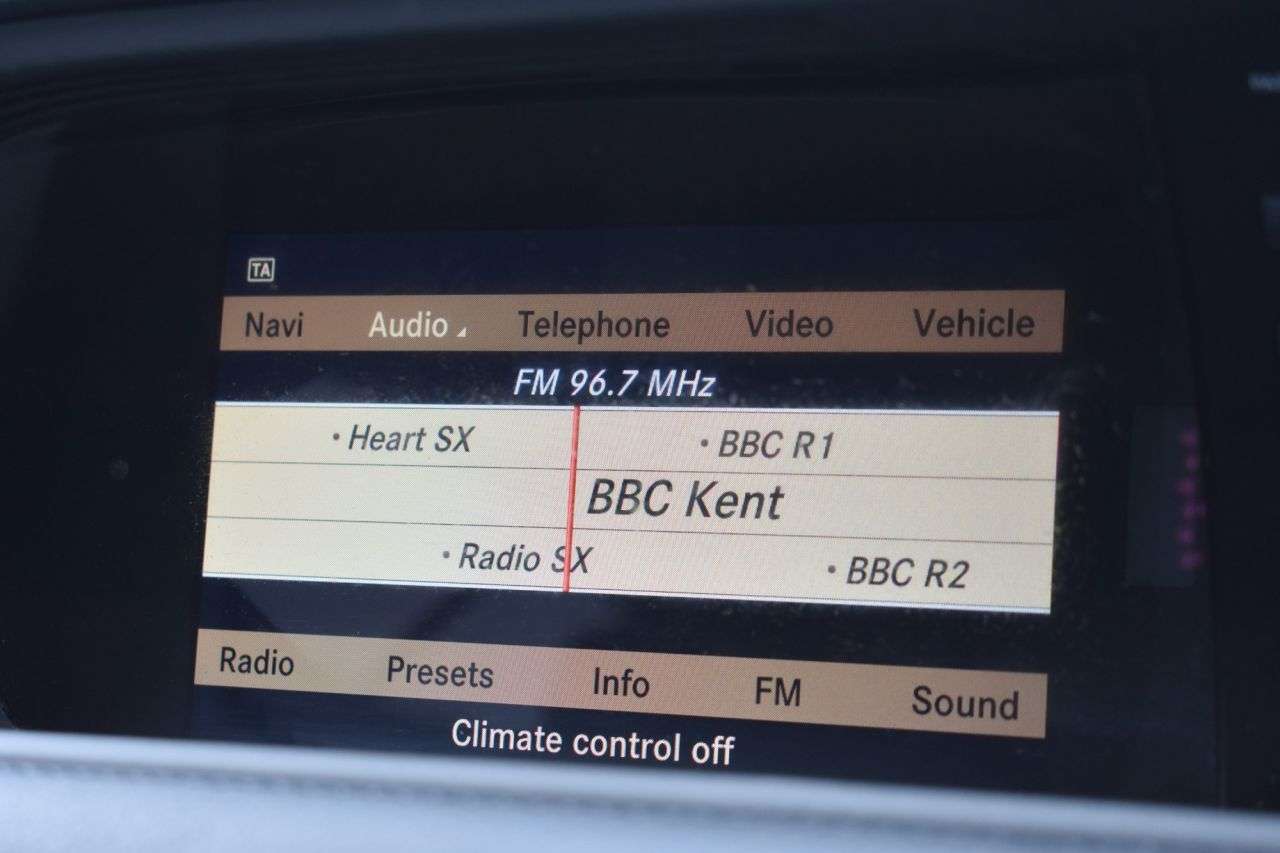 TA
Navi Audio Telephone Video Vehicle
FM 96.7 MHz
Heart SX BBC R1
BBC Kent
Radio SX BBC R2
Radio Presets Info FM Sound
Climate control off